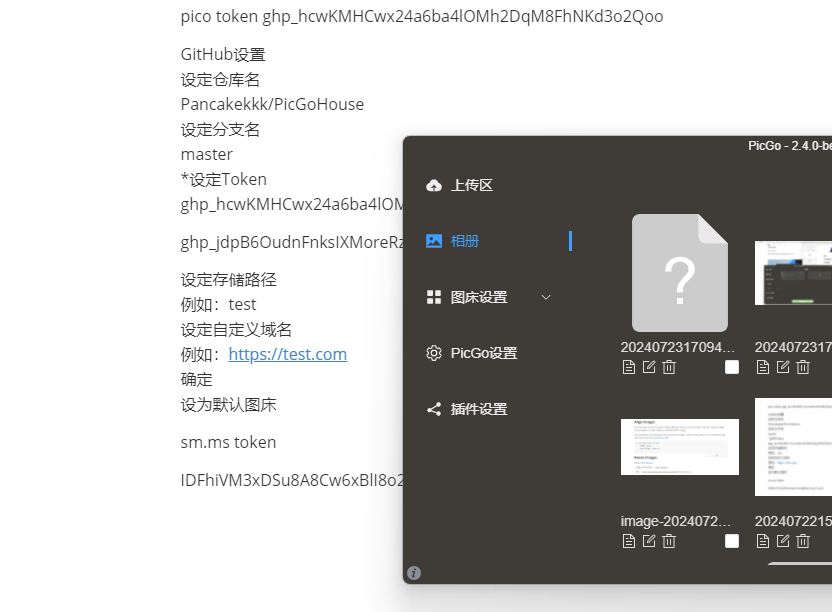 pico token 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
GitHub设置
设定仓库名
Pancakekkk/PicGoHouse
设定分支名
master
*设定Token
ghp_hcwKMHCwx24a6ba4lOM
ghp_jdpB6OudnFnksIXMoreRz
设定存储路径
例如：test
设定自定义域名
例如：https://test.com
确定
设为默认图床
sm.ms token
IDFhiVM3xDSu8A8Cw6xBlI8o2
PicGo - 2.4.0-be
上传区
相册
图床设置
PicGo设置
插件设置
2024072317094...
2024072317
image-2024072...
2024072215